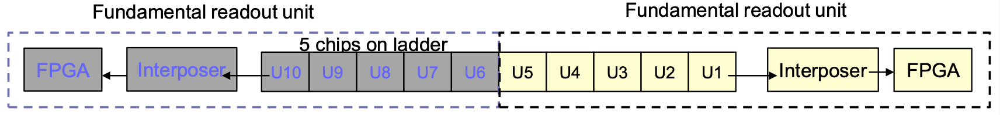 Fundamental readout unit
Fundamental readout unit
5 chips on ladder
FPGA Interposer U10 U9 U8 U7 U6 U5 U4 U3 U2 U1 Interposer FPGA